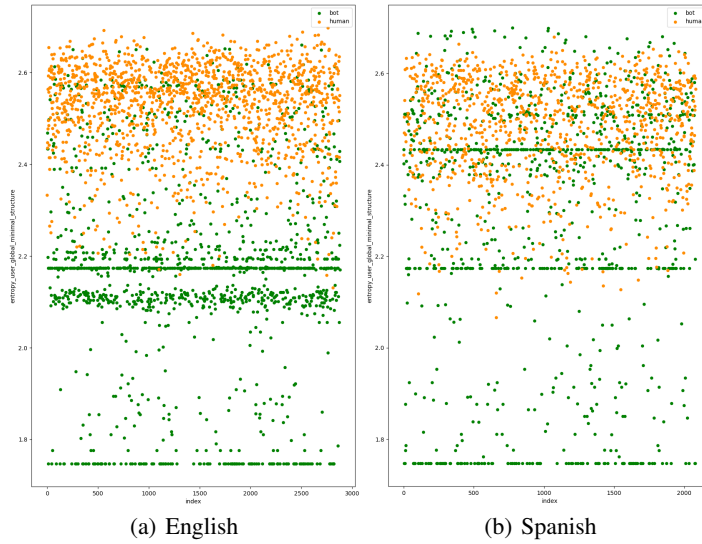 bot
human
entropy_user_global_minimal_structure
2.6
2.4
2.2
2.0
1.8
0
500
1000
1500
2000
2500
3000
index
(a) English
bot
human
entropy_user_global_minimal_structure
2.6
2.4
2.2
2.0
1.8
0
500
1000
1500
2000
index
(b) Spanish